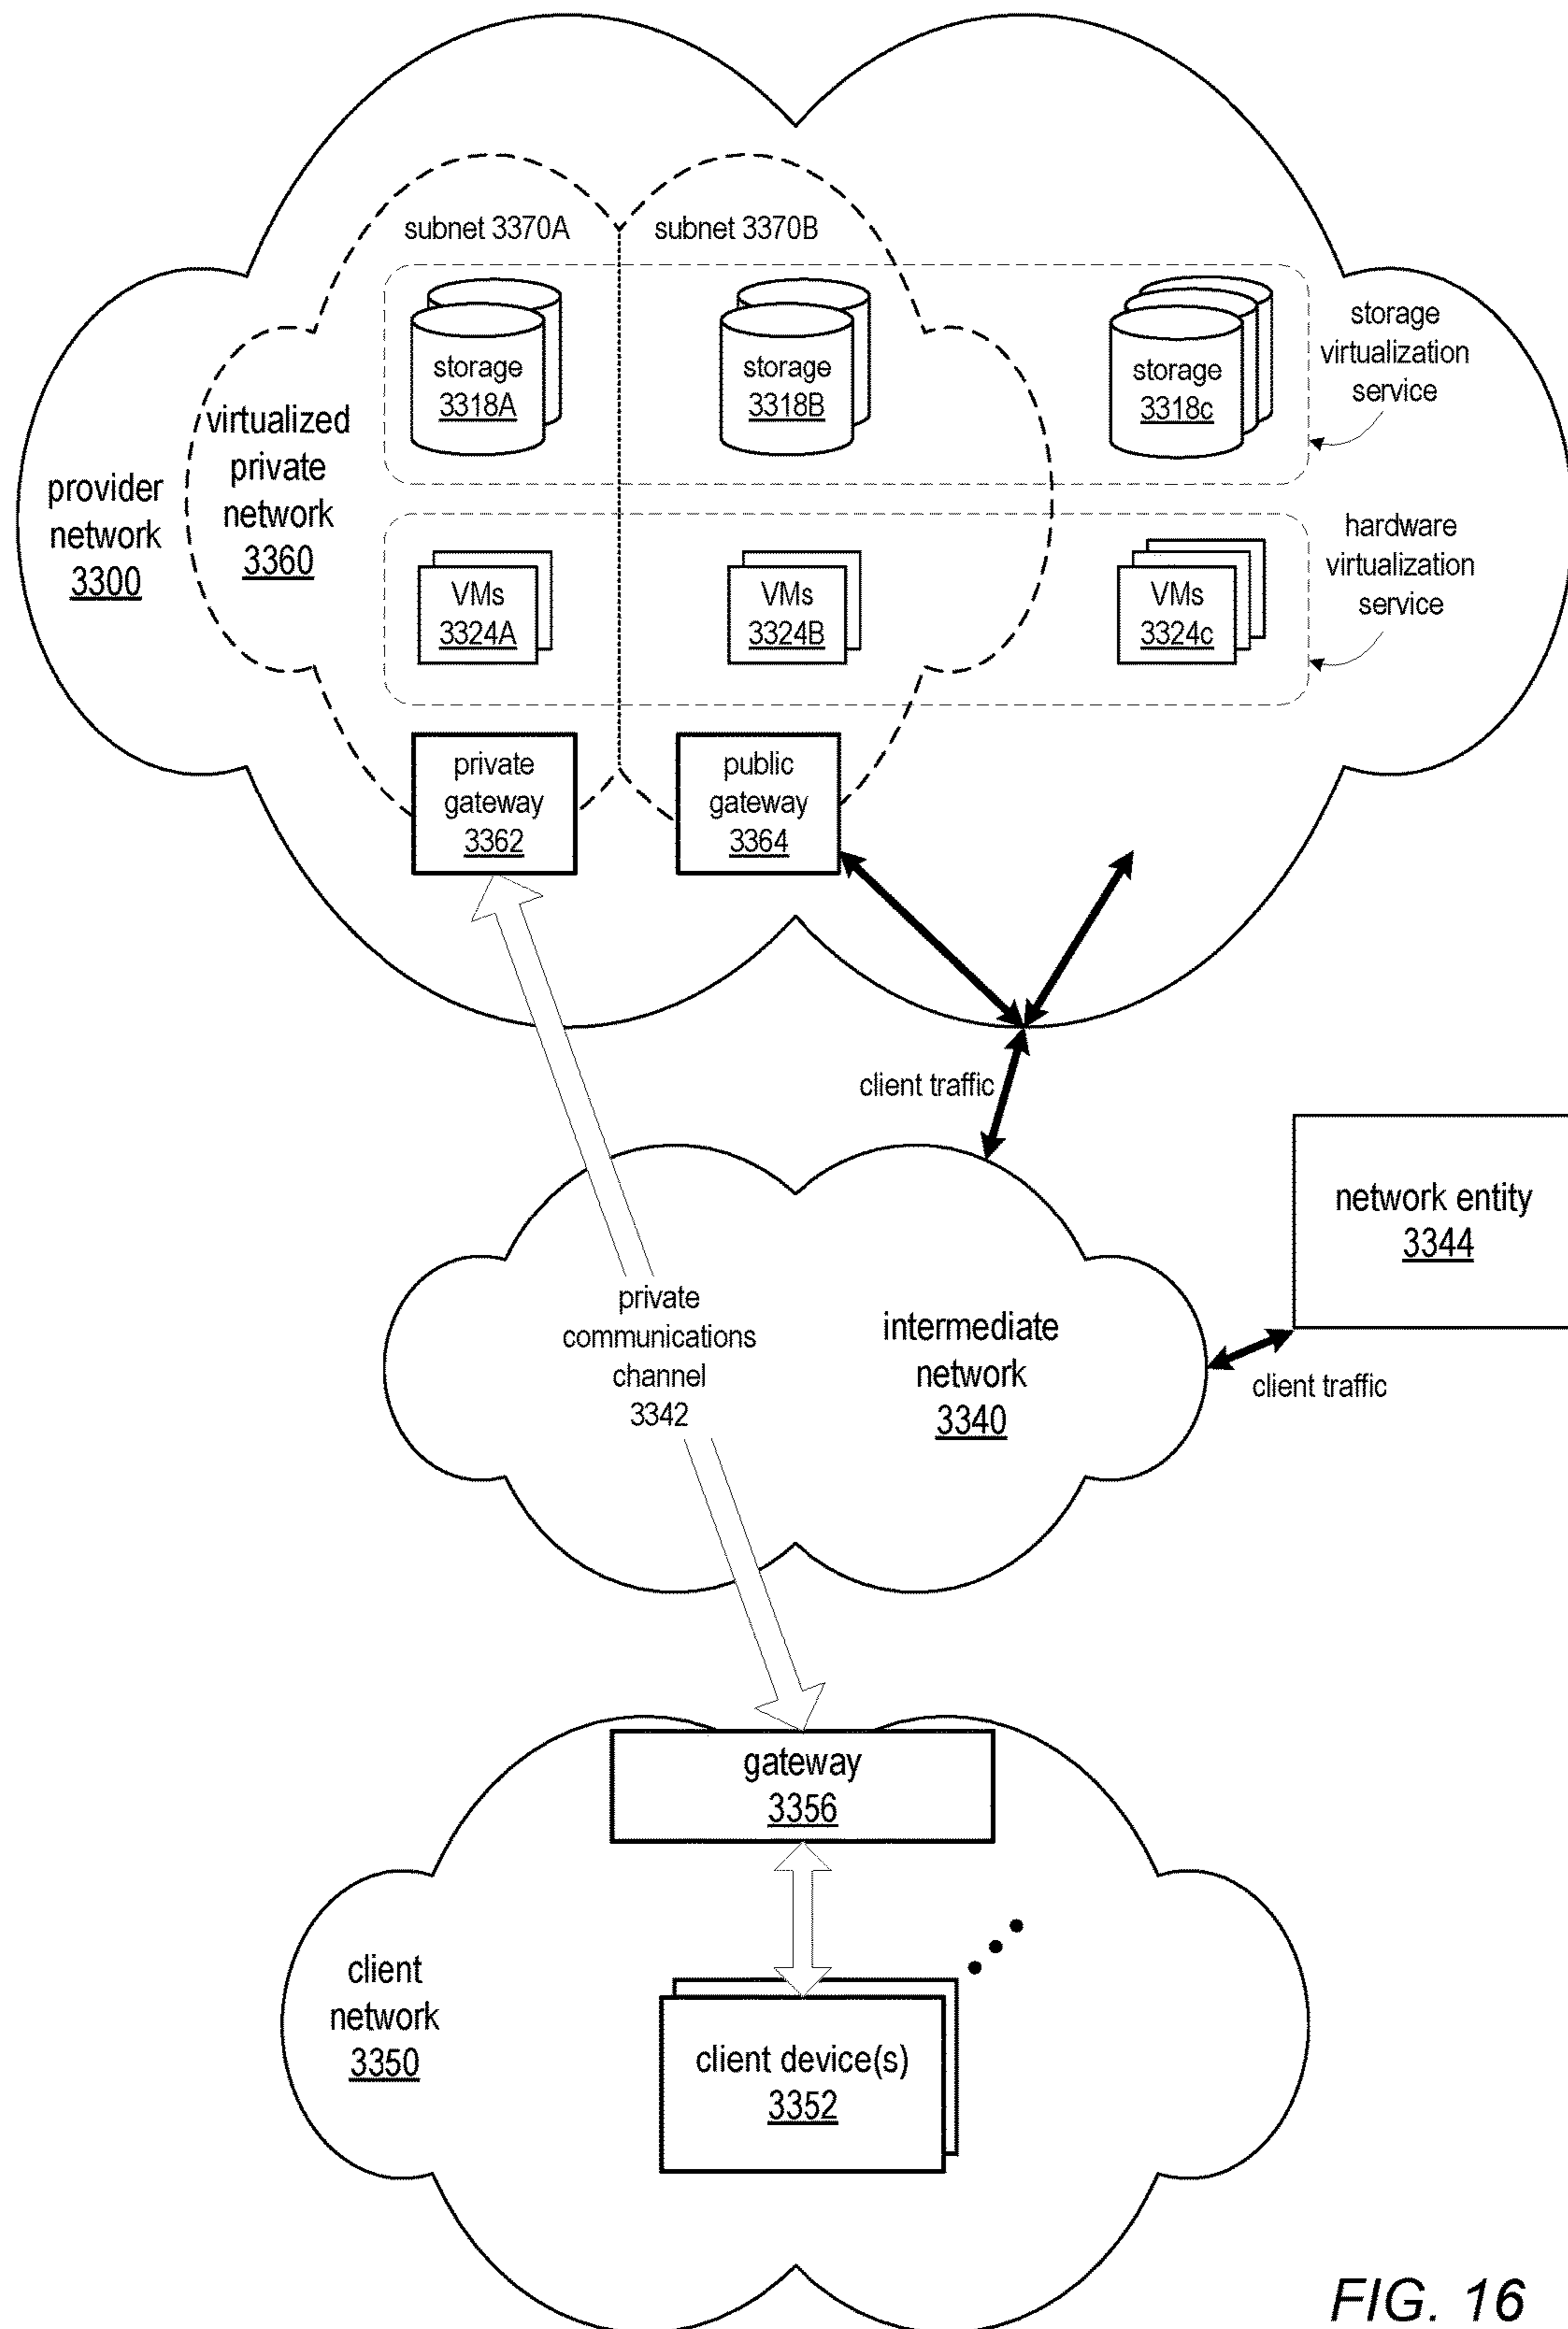 subnet 3370A
subnet 3370B
storage
3318A
storage
3318B
storage
3318c
storage
virtualization
service
virtualized
private
network
3360
provider
network
3300
VMs
3324A
VMs
3324B
VMs
3324c
hardware
virtualization
service
private
gateway
3362
public
gateway
3364
client traffic
network entity
3344
client traffic
private
communications
channel
3342
intermediate
network
3340
gateway
3356
client
network
3350
client device(s)
3352
FIG. 16